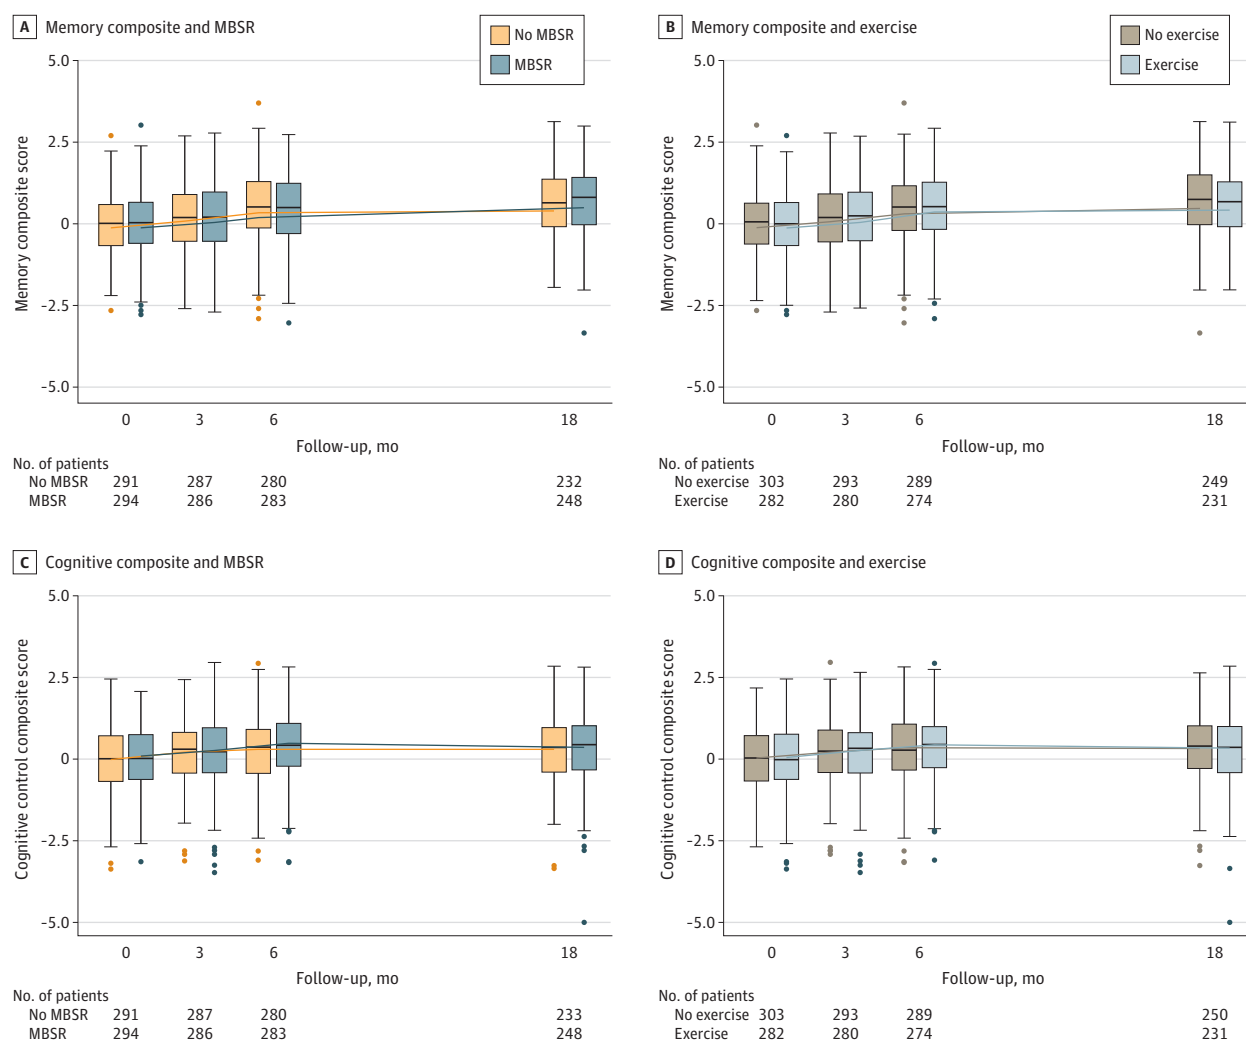 A Memory composite and MBSR
No MBSR
MBSR
Memory composite score
5.0
2.5
0
−2.5
−5.0
0 3 6 18
Follow-up, mo
No. of patients
No MBSR 291 287 280 232
MBSR 294 286 283 248
B Memory composite and exercise
No exercise
Exercise
Memory composite score
5.0
2.5
0
−2.5
−5.0
0 3 6 18
Follow-up, mo
No. of patients
No exercise 303 293 289 249
Exercise 282 280 274 231
C Cognitive composite and MBSR
Cognitive control composite score
5.0
2.5
0
−2.5
−5.0
0 3 6 18
Follow-up, mo
No. of patients
No MBSR 291 287 280 233
MBSR 294 286 283 248
D Cognitive composite and exercise
Cognitive control composite score
5.0
2.5
0
−2.5
−5.0
0 3 6 18
Follow-up, mo
No. of patients
No exercise 303 293 289 250
Exercise 282 280 274 231